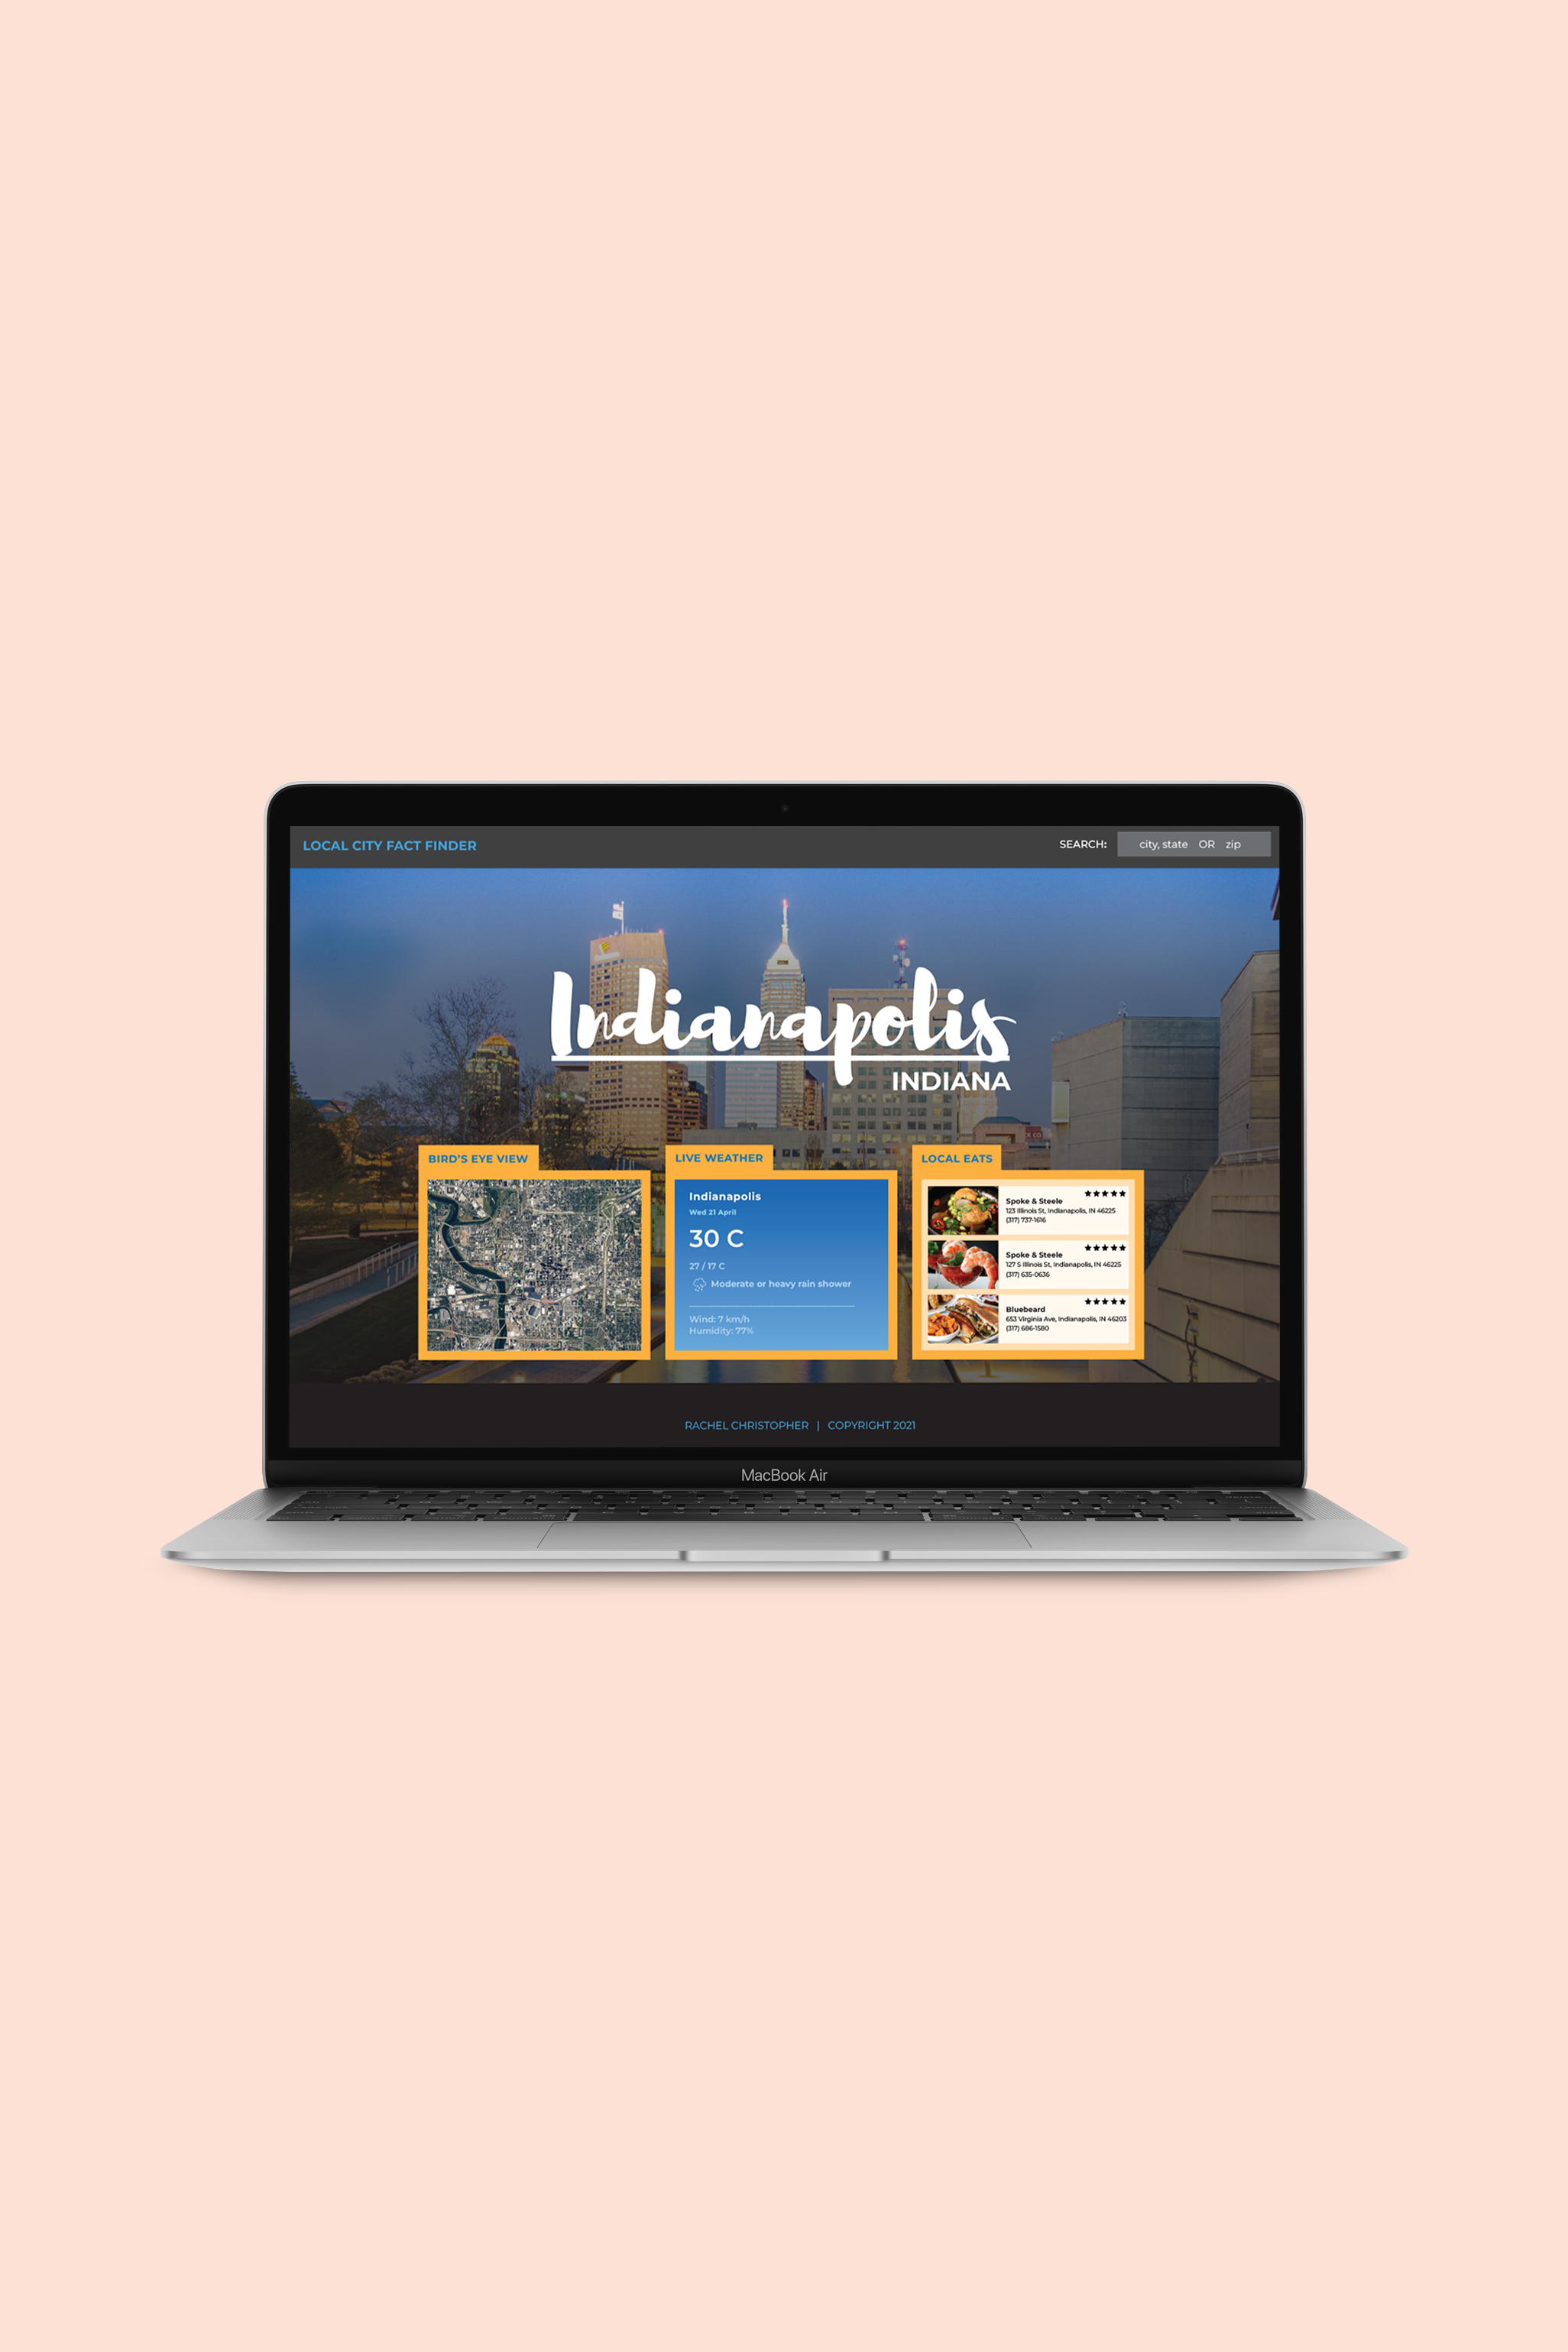 LOCAL CITY FACT FINDER
SEARCH: city, state OR zip
Indianapolis
INDIANA
BIRD'S EYE VIEW
LIVE WEATHER
Indianapolis
Wed 21 April
30 C
27 / 17 C
Moderate or heavy rain shower
Wind: 7 km/h
Humidity: 77%
LOCAL EATS
Spoke & Steele
123 Illinois St, Indianapolis, IN 46225
(317) 737-1616
Spoke & Steele
127 S Illinois St, Indianapolis, IN 46225
(317) 635-0636
Bluebeard
653 Virginia Ave, Indianapolis, IN 46203
(317) 686-1580
RACHEL CHRISTOPHER | COPYRIGHT 2021
MacBook Air